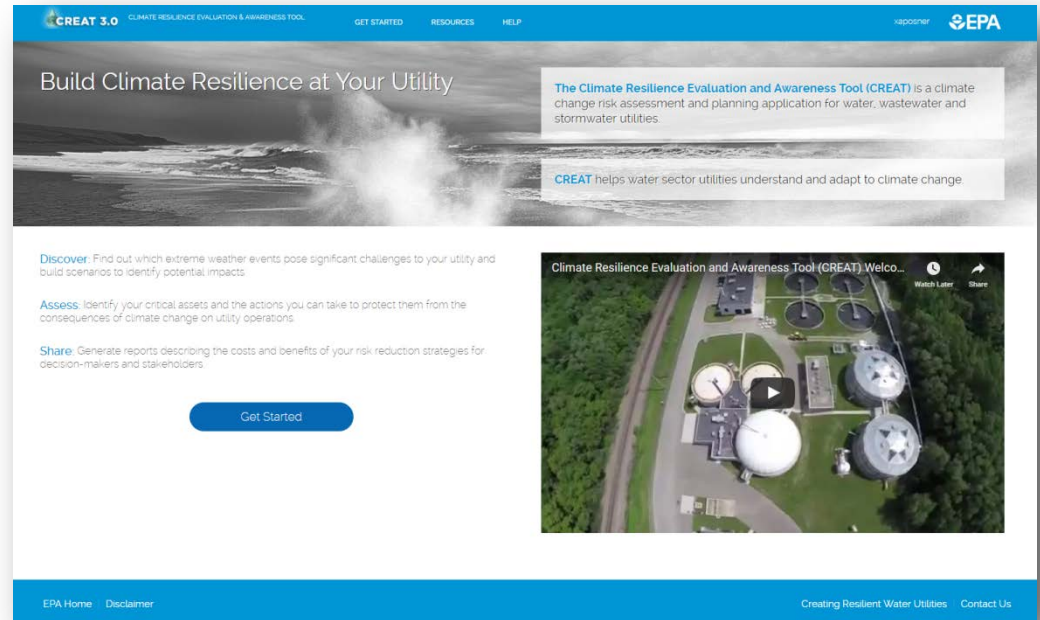 CREAT 3.0 CLIMATE RESILIENCE EVALUATION & AWARENESS TOOL GET STARTED RESOURCES HELP xaposner EPA
Build Climate Resilience at Your Utility
The Climate Resilience Evaluation and Awareness Tool (CREAT) is a climate
change risk assessment and planning application for water, wastewater and
stormwater utilities.
CREAT helps water sector utilities understand and adapt to climate change.
Discover: Find out which extreme weather events pose significant challenges to your utility and
build scenarios to identify potential impacts.
Assess: Identify your critical assets and the actions you can take to protect them from the
consequences of climate change on utility operations.
Share: Generate reports describing the costs and benefits of your risk reduction strategies for
decision-makers and stakeholders.
Get Started
Climate Resilience Evaluation and Awareness Tool (CREAT) Welco...
Watch Later Share
EPA Home Disclaimer Creating Resilient Water Utilities Contact Us